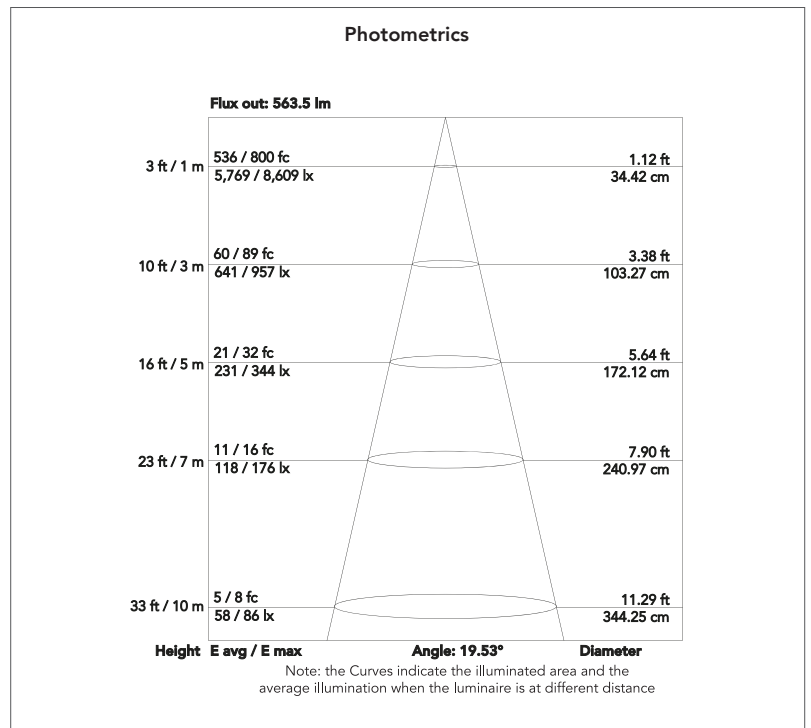 Photometrics
Flux out: 563.5 lm
3 ft / 1 m
536 / 800 fc
5,769 / 8,609 lx
1.12 ft
34.42 cm
10 ft / 3 m
60 / 89 fc
641 / 957 lx
3.38 ft
103.27 cm
16 ft / 5 m
21 / 32 fc
231 / 344 lx
5.64 ft
172.12 cm
23 ft / 7 m
11 / 16 fc
118 / 176 lx
7.90 ft
240.97 cm
33 ft / 10 m
5 / 8 fc
58 / 86 lx
11.29 ft
344.25 cm
Height E avg / E max Angle: 19.53° Diameter
Note: the Curves indicate the illuminated area and the
average illumination when the luminaire is at different distance